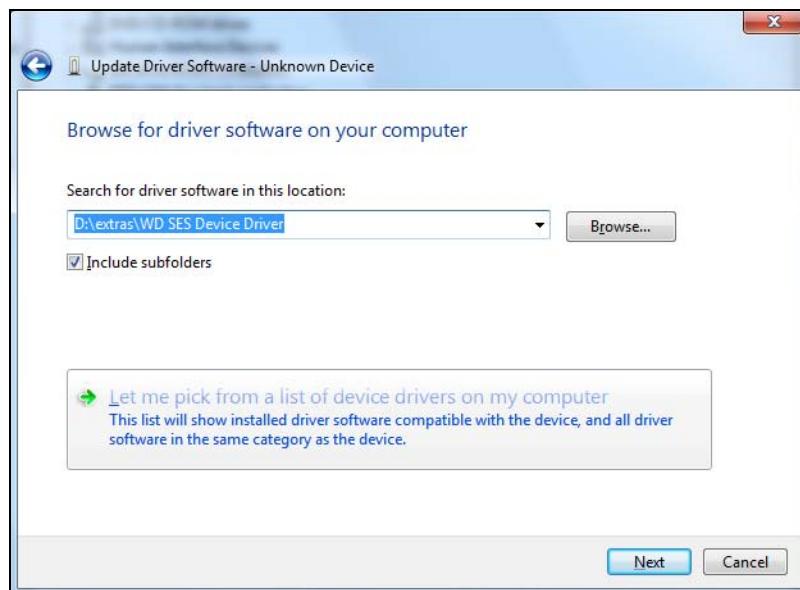 Update Driver Software - Unknown Device
Browse for driver software on your computer
Search for driver software in this location:
D:\extras\WD SES Device Driver
Browse...
Include subfolders
Let me pick from a list of device drivers on my computer
This list will show installed driver software compatible with the device, and all driver
software in the same category as the device.
Next
Cancel